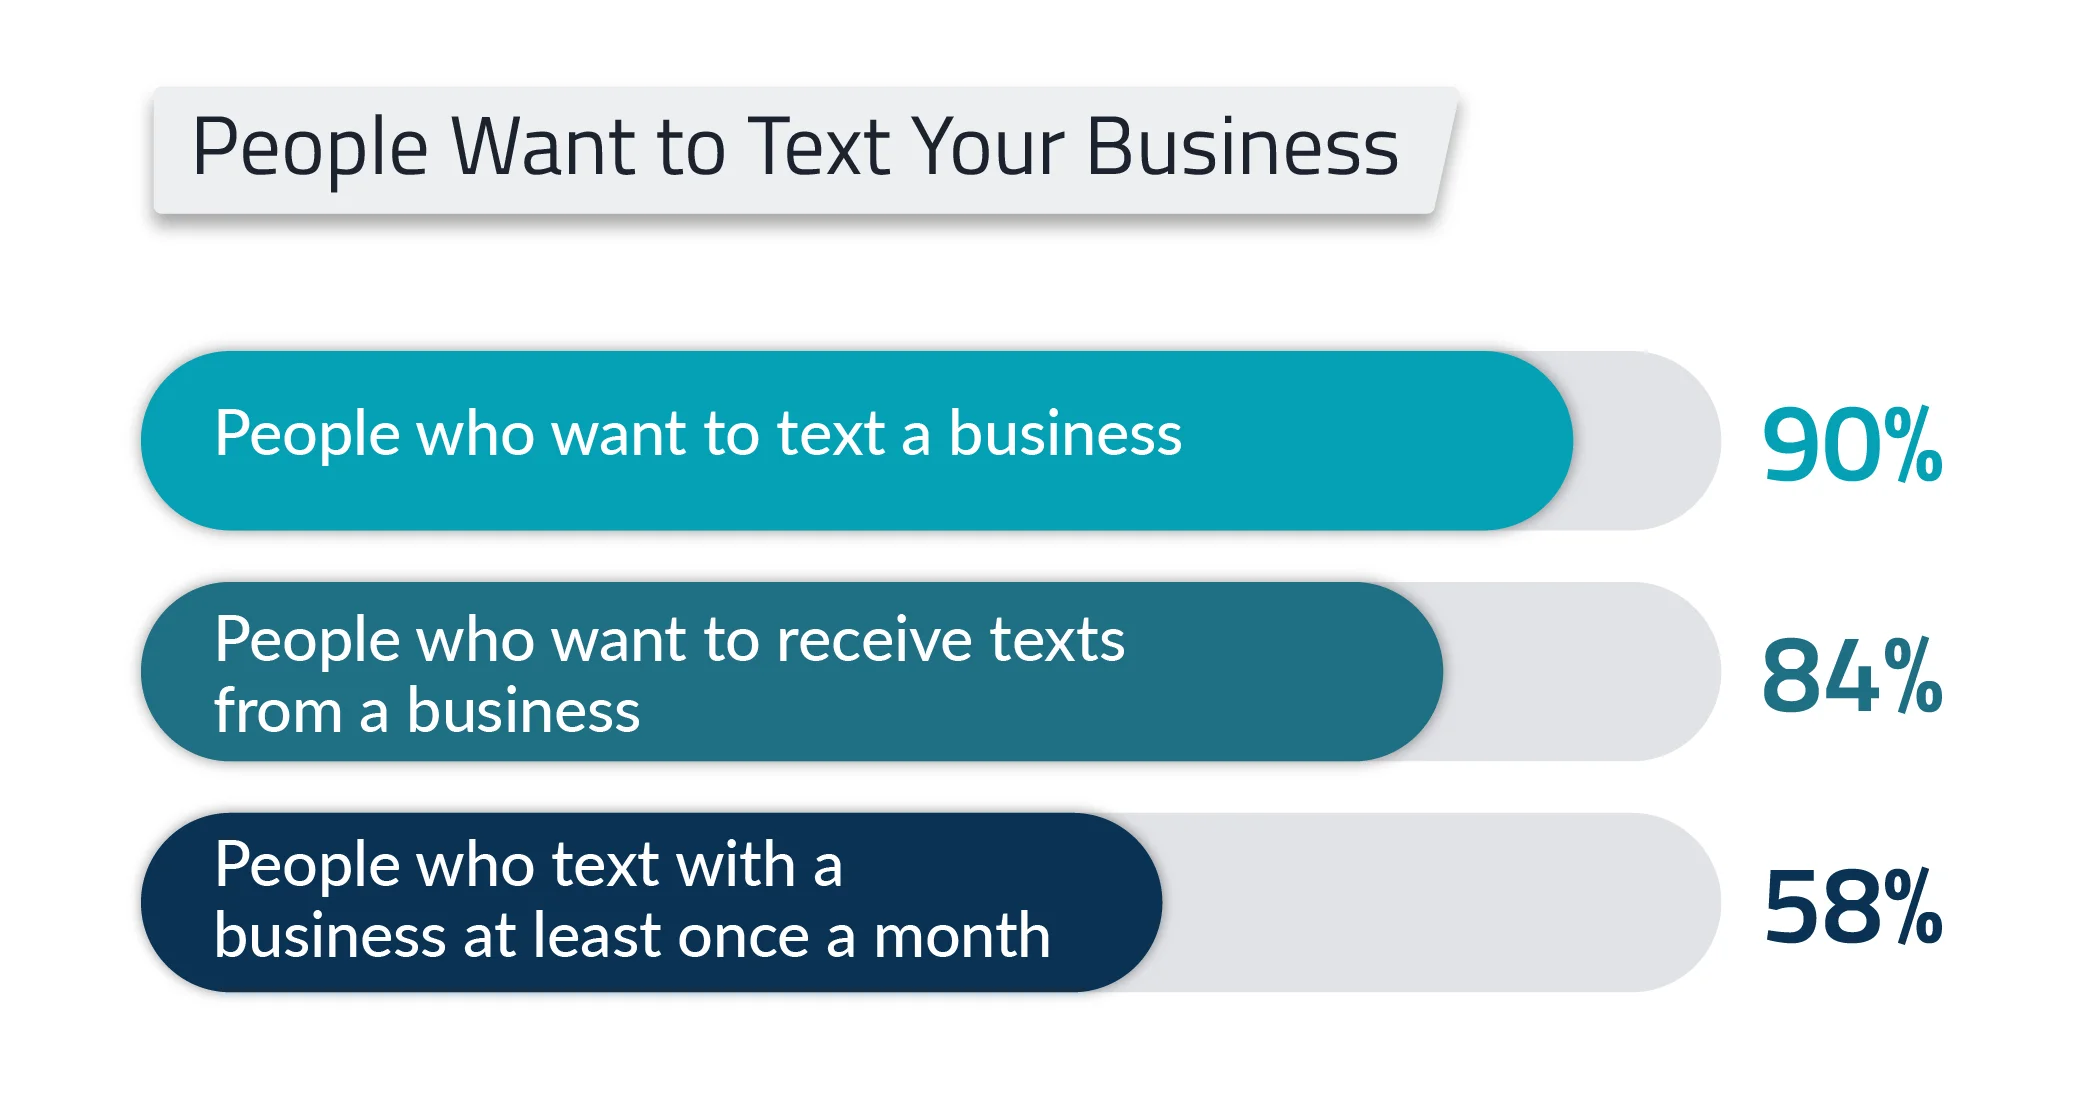 People Want to Text Your Business
People who want to text a business
90%
People who want to receive texts
from a business
84%
People who text with a
business at least once a month
58%